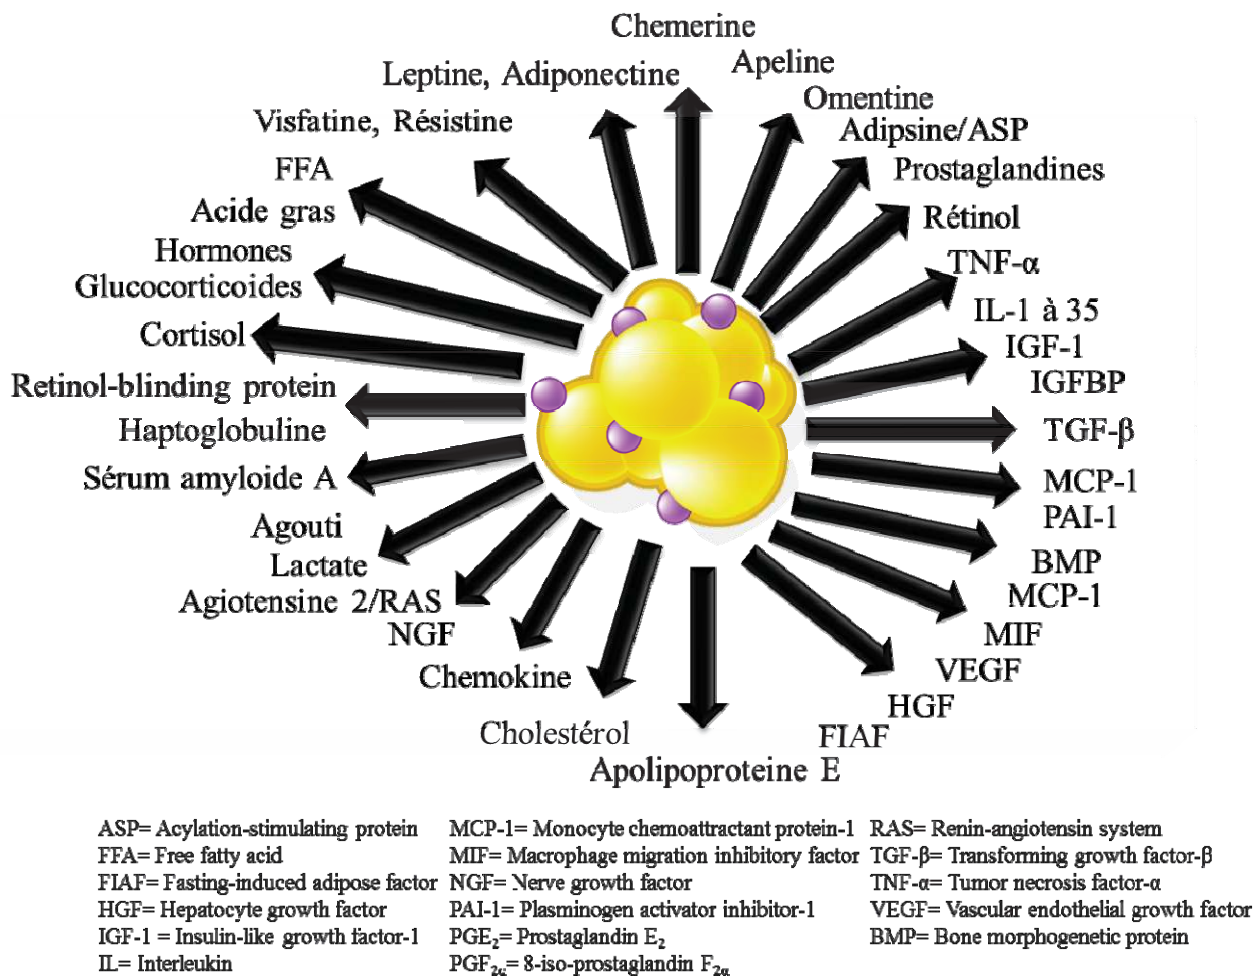 Chemerine
Leptine, Adiponectine
Apeline
Omentine
Visfatine, Résistine
Adipsine/ASP
FFA
Prostaglandines
Acide gras
Rétinol
Hormones
TNF-α
Glucocorticoides
IL-1 à 35
Cortisol
IGF-1
Retinol-blinding protein
IGFBP
Haptoglobuline
TGF-β
Sérum amyloide A
MCP-1
Agouti
PAI-1
Lactate
BMP
Agiotensine 2/RAS
MCP-1
NGF
MIF
Chemokine
VEGF
HGF
Cholestérol
FIAF
Apolipoproteine E
ASP= Acylation-stimulating protein
FFA= Free fatty acid
FIAF= Fasting-induced adipose factor
HGF= Hepatocyte growth factor
IGF-1 = Insulin-like growth factor-1
IL= Interleukin
MCP-1= Monocyte chemoattractant protein-1
MIF= Macrophage migration inhibitory factor
NGF= Nerve growth factor
PAI-1= Plasminogen activator inhibitor-1
PGE₂= Prostaglandin E₂
PGF₂α= 8-iso-prostaglandin F₂α
RAS= Renin-angiotensin system
TGF-β= Transforming growth factor-β
TNF-α= Tumor necrosis factor-α
VEGF= Vascular endothelial growth factor
BMP= Bone morphogenetic protein